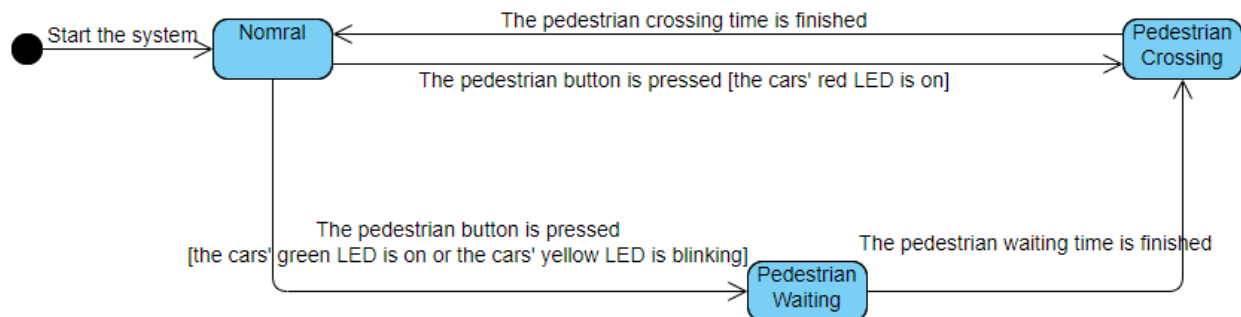 The pedestrian crossing time is finished
Start the system
Nomral
Pedestrian
Crossing
The pedestrian button is pressed [the cars' red LED is on]
The pedestrian button is pressed
[the cars' green LED is on or the cars' yellow LED is blinking]
The pedestrian waiting time is finished
Pedestrian
Waiting